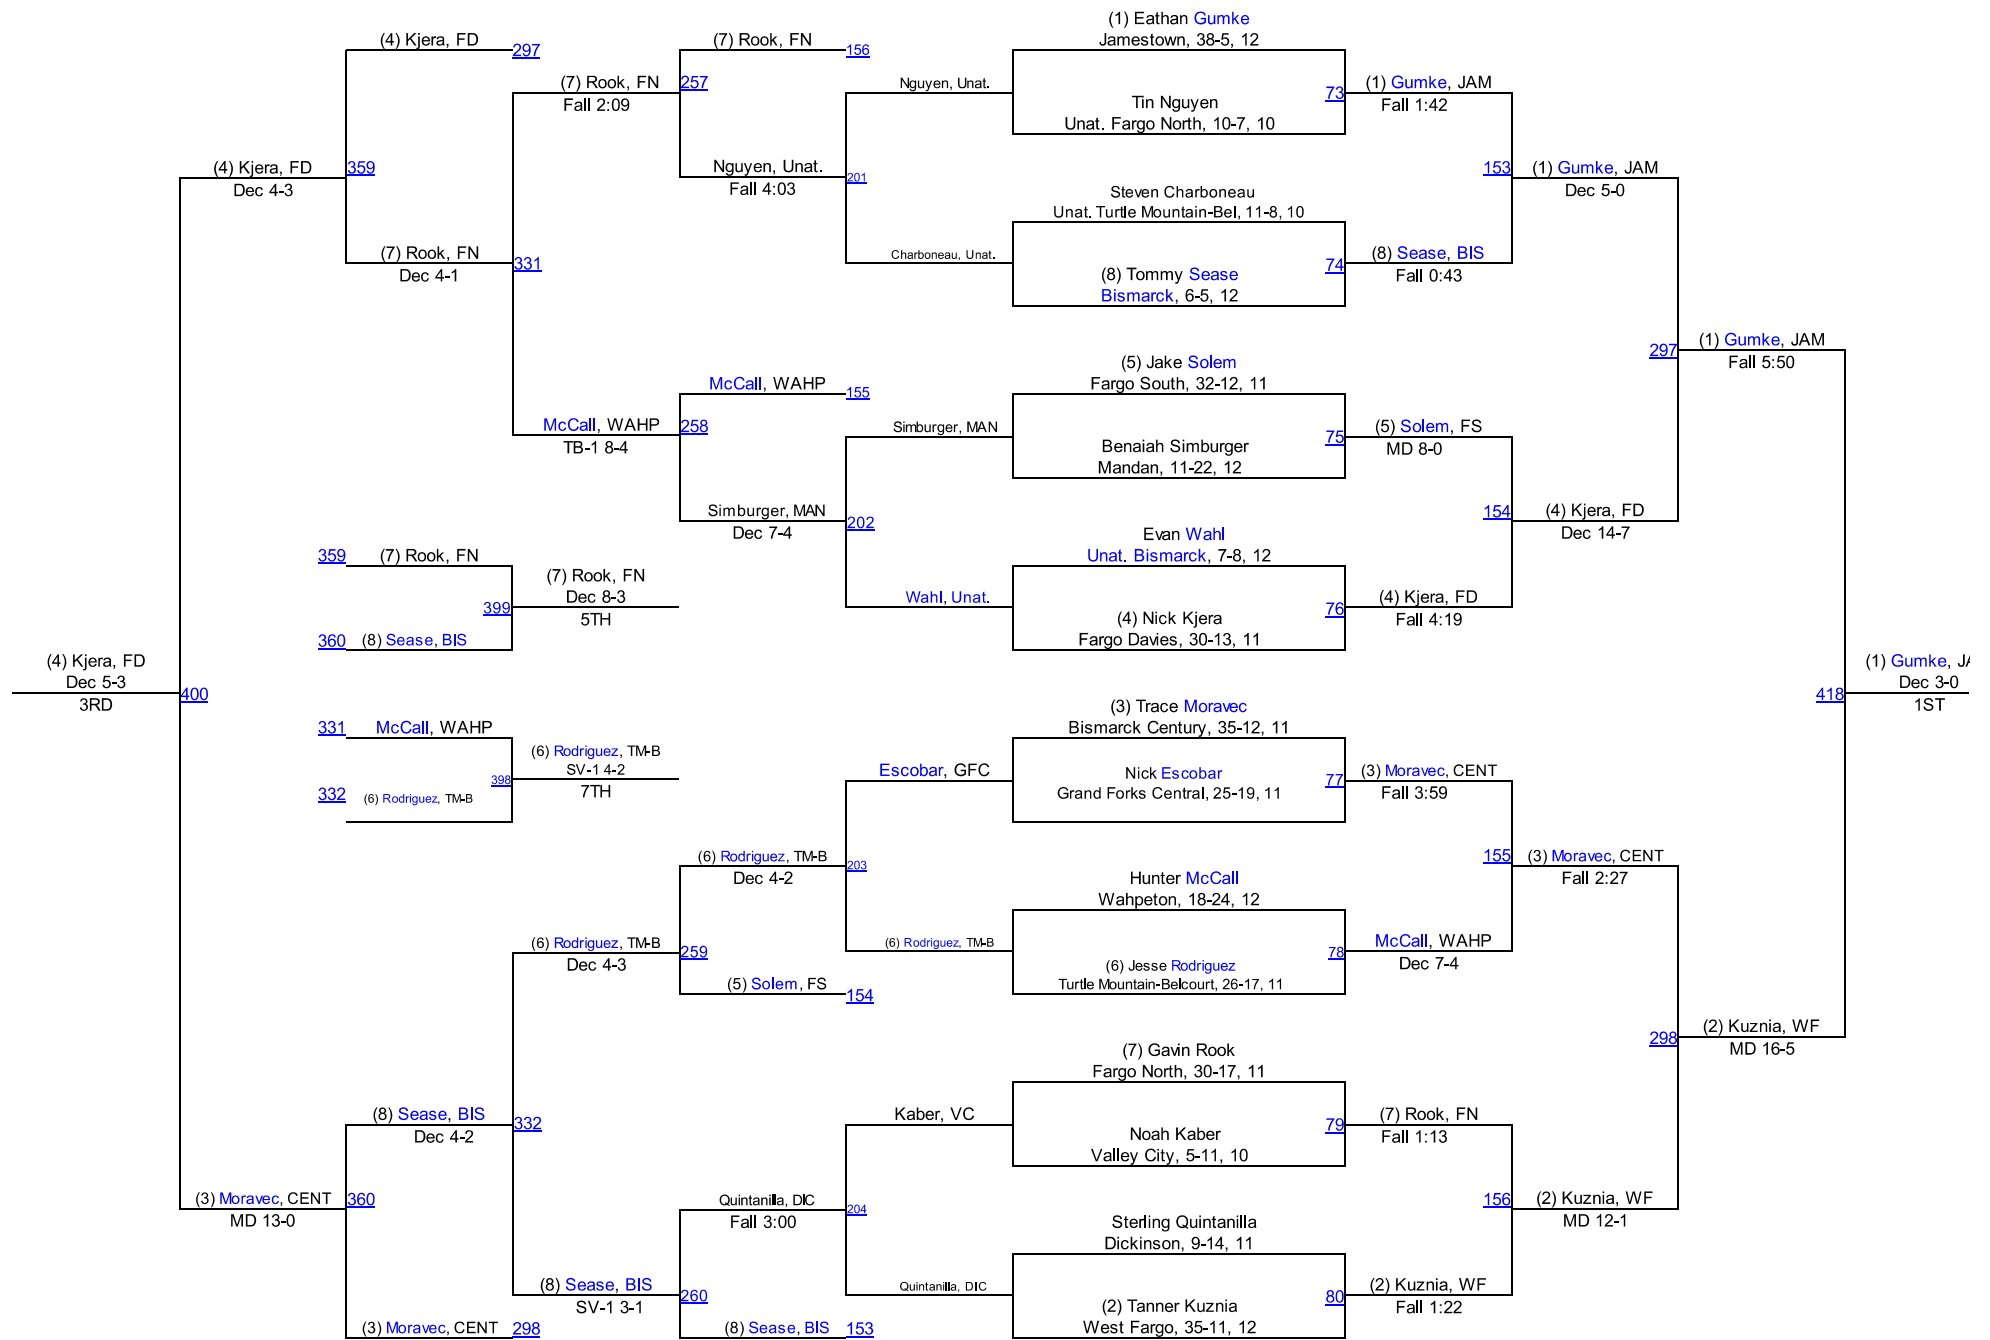 (1) Eathan Gumke
Jamestown, 38-5, 12
73
Tin Nguyen
Unat. Fargo North, 10-7, 10
Steven Charboneau
Unat. Turtle Mountain-Bel, 11-8, 10
74
(8) Tommy Sease
Bismarck, 6-5, 12
(5) Jake Solem
Fargo South, 32-12, 11
75
Benaiah Simburger
Mandan, 11-22, 12
Evan Wahl
Unat. Bismarck, 7-8, 12
76
(4) Nick Kjera
Fargo Davies, 30-13, 11
(3) Trace Moravec
Bismarck Century, 35-12, 11
77
Nick Escobar
Grand Forks Central, 25-19, 11
Hunter McCall
Wahpeton, 18-24, 12
78
(6) Jesse Rodriguez
Turtle Mountain-Belcourt, 26-17, 11
(7) Gavin Rook
Fargo North, 30-17, 11
79
Noah Kaber
Valley City, 5-11, 10
Sterling Quintanilla
Dickinson, 9-14, 11
80
(2) Tanner Kuznia
West Fargo, 35-11, 12
(1) Gumke, JAM
Fall 1:42
153
(8) Sease, BIS
Fall 0:43
(5) Solem, FS
MD 8-0
154
(4) Kjera, FD
Fall 4:19
(3) Moravec, CENT
Fall 3:59
155
McCall, WAHP
Dec 7-4
(7) Rook, FN
Fall 1:13
156
(2) Kuznia, WF
Fall 1:22
(1) Gumke, JAM
Dec 5-0
297
(4) Kjera, FD
Dec 14-7
(3) Moravec, CENT
Fall 2:27
298
(2) Kuznia, WF
MD 12-1
(1) Gumke, JAM
Fall 5:50
418
(2) Kuznia, WF
MD 16-5
(1) Gumke, JA
Dec 3-0
1ST
Nguyen, Unat.
201
Charboneau, Unat.
Simburger, MAN
202
Wahl, Unat.
Escobar, GFC
203
(6) Rodriguez, TM-B
Kaber, VC
204
Quintanilla, DIC
(7) Rook, FN
156
257
Nguyen, Unat.
Fall 4:03
McCall, WAHP
155
258
Simburger, MAN
Dec 7-4
(6) Rodriguez, TM-B
Dec 4-2
259
(5) Solem, FS
154
Quintanilla, DIC
Fall 3:00
260
(8) Sease, BIS
153
(7) Rook, FN
Fall 2:09
331
McCall, WAHP
TB-1 8-4
(6) Rodriguez, TM-B
Dec 4-3
332
(8) Sease, BIS
SV-1 3-1
(4) Kjera, FD
297
359
(7) Rook, FN
Dec 4-1
(8) Sease, BIS
Dec 4-2
360
(3) Moravec, CENT
298
(4) Kjera, FD
Dec 4-3
400
(3) Moravec, CENT
MD 13-0
(4) Kjera, FD
Dec 5-3
3RD
359
(7) Rook, FN
399
360
(8) Sease, BIS
(7) Rook, FN
Dec 8-3
5TH
331
McCall, WAHP
398
332
(6) Rodriguez, TM-B
(6) Rodriguez, TM-B
SV-1 4-2
7TH